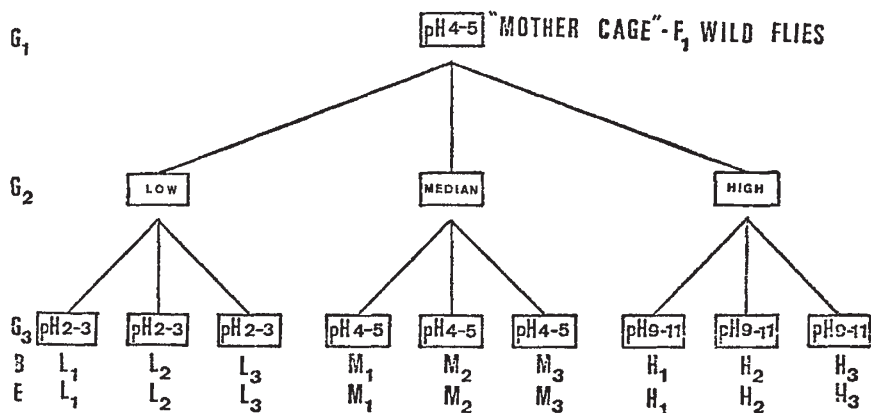 G₁ pH4-5 "MOTHER CAGE"-F₁ WILD FLIES
G₂ LOW MEDIAN HIGH
G₃ pH2-3 pH2-3 pH2-3 pH4-5 pH4-5 pH4-5 pH9-11 pH9-11 pH9-11
B L₁ L₂ L₃ M₁ M₂ M₃ H₁ H₂ H₃
E L₁ L₂ L₃ M₁ M₂ M₃ H₁ H₂ H₃